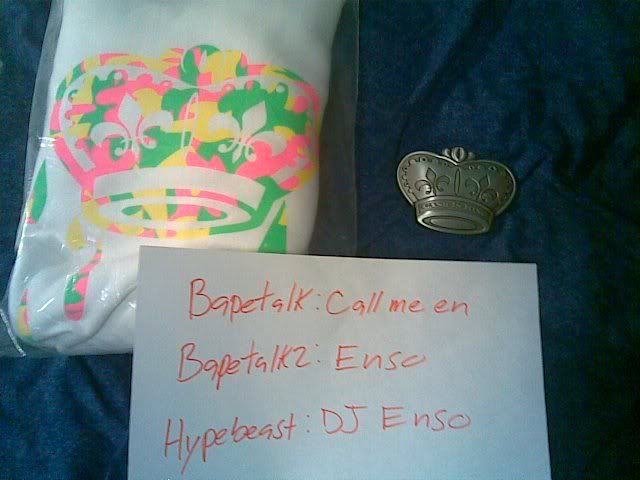 Bapetalk: Call me en
Bapetalk2: Enso
Hypebeast: DJ Enso